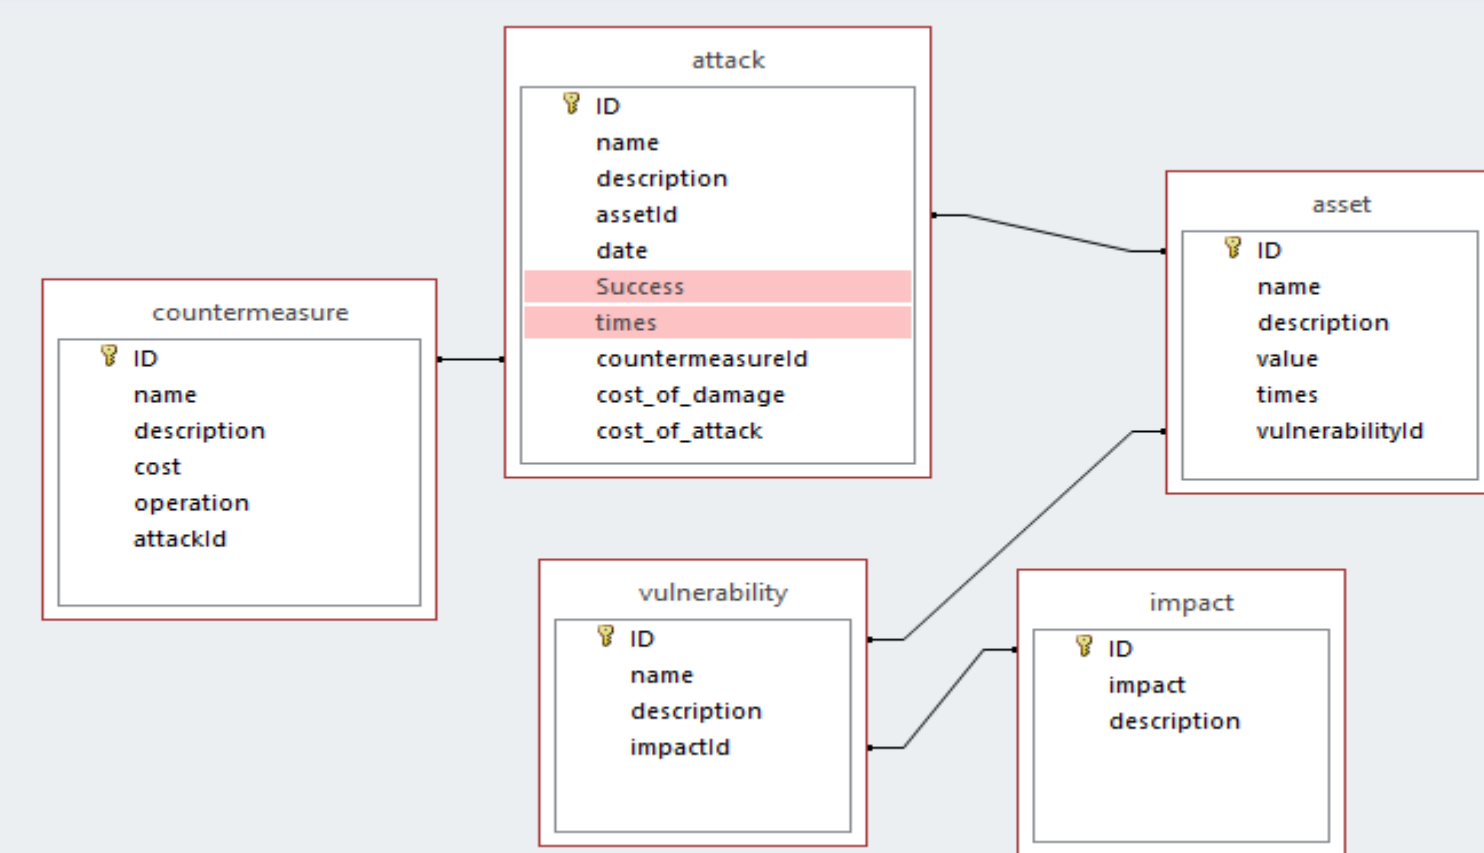 attack
ID
name
description
assetId
date
Success
times
countermeasureId
cost_of_damage
cost_of_attack
asset
ID
name
description
value
times
vulnerabilityId
countermeasure
ID
name
description
cost
operation
attackId
vulnerability
ID
name
description
impactId
impact
ID
impact
description